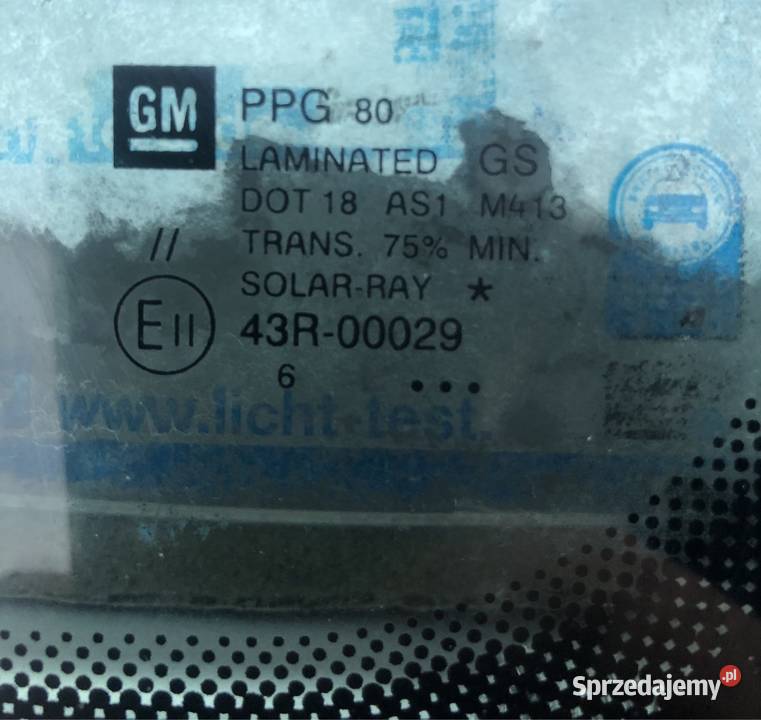 GM PPG 80
LAMINATED GS
DOT 18 AS1 M413
// TRANS. 75% MIN.
SOLAR-RAY *
E11 43R-00029
6 •••
www.licht-test.
Sprzedajemy.pl